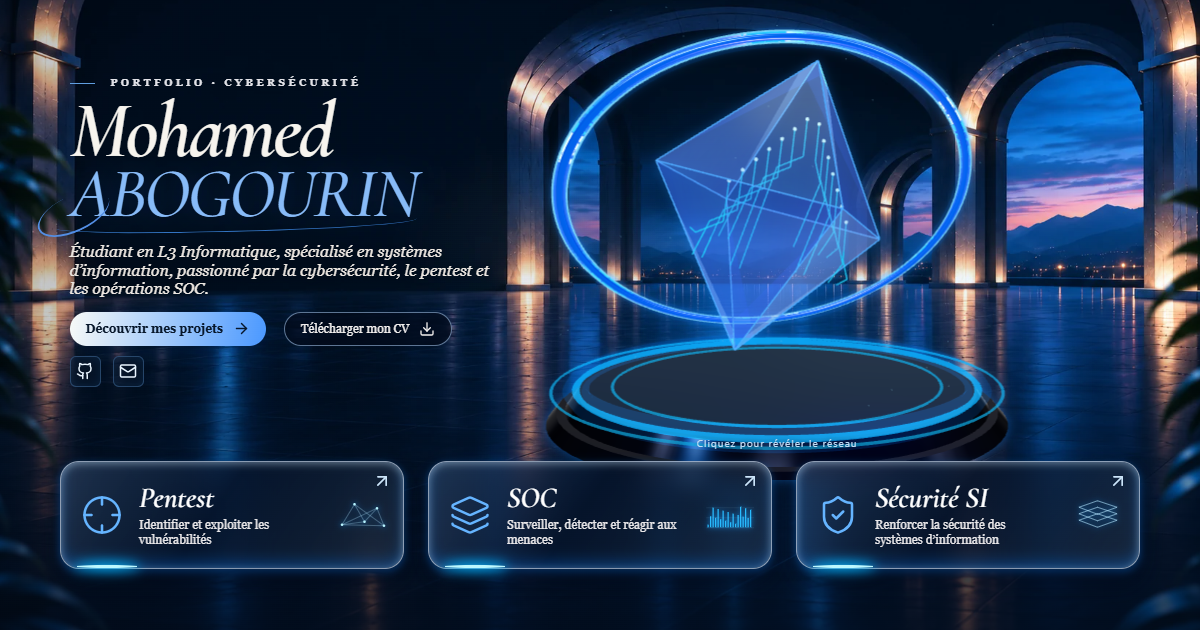 PORTFOLIO · CYBERSÉCURITÉ
Mohamed
ABOGOURIN
Étudiant en L3 Informatique, spécialisé en systèmes
d'information, passionné par la cybersécurité, le pentest et
les opérations SOC.
Découvrir mes projets
Télécharger mon CV
Cliquez pour révéler le réseau
Pentest
Identifier et exploiter les
vulnérabilités
SOC
Surveiller, détecter et réagir aux
menaces
Sécurité SI
Renforcer la sécurité des
systèmes d'information